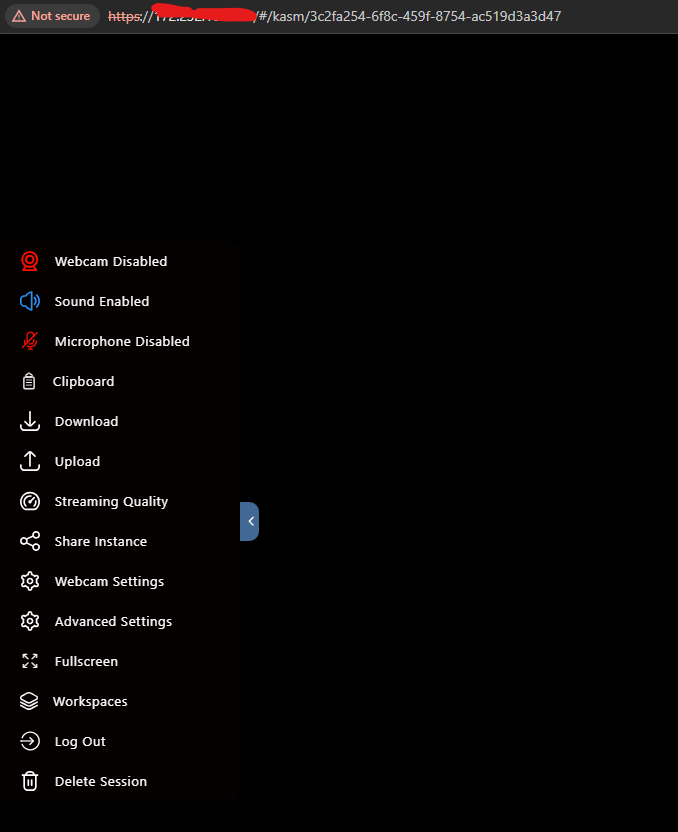 Not secure https:// /#/kasm/3c2fa254-6f8c-459f-8754-ac519d3a3d47
Webcam Disabled
Sound Enabled
Microphone Disabled
Clipboard
Download
Upload
Streaming Quality
Share Instance
Webcam Settings
Advanced Settings
Fullscreen
Workspaces
Log Out
Delete Session